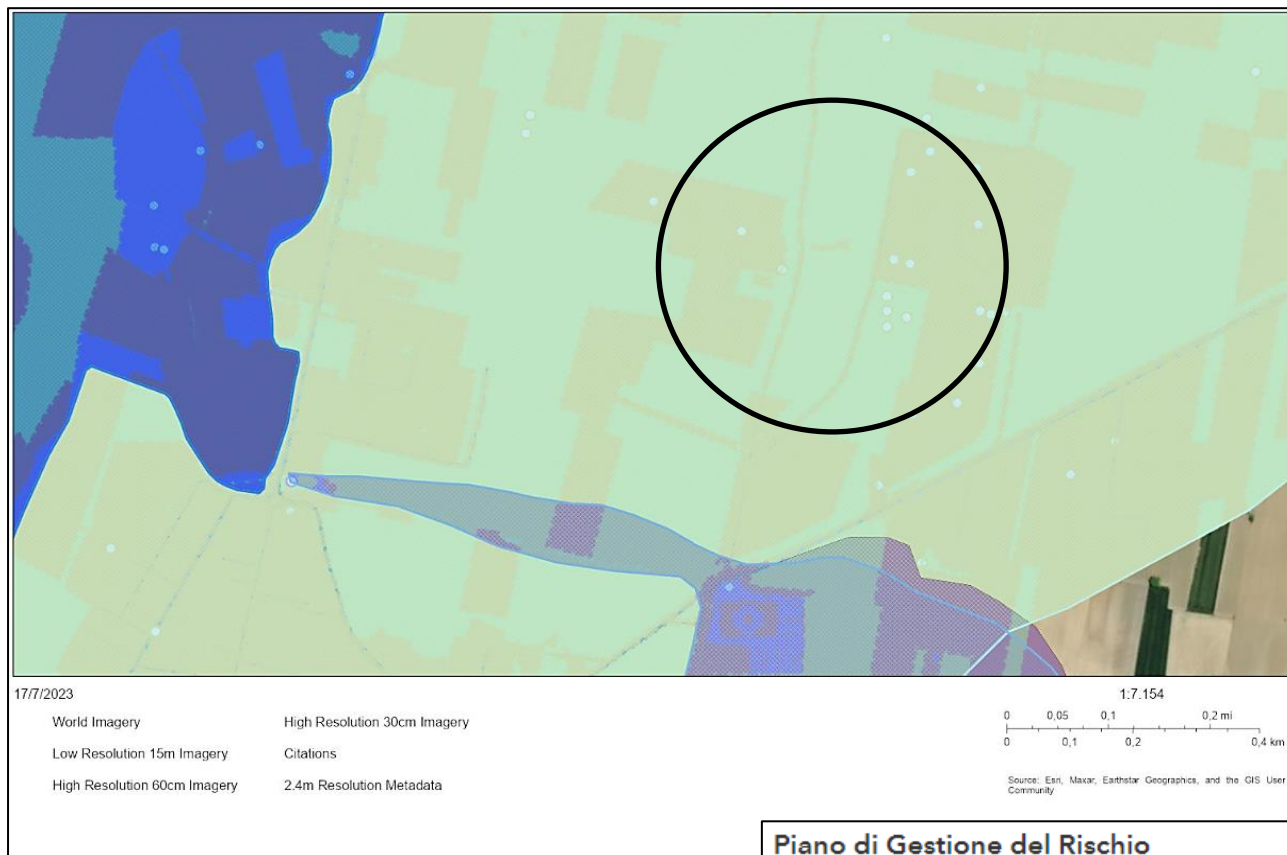 17/7/2023
1:7.154
World Imagery
High Resolution 30cm Imagery
Low Resolution 15m Imagery
Citations
High Resolution 60cm Imagery
2.4m Resolution Metadata
0 0,05 0,1 0,2 mi
0 0,1 0,2 0,4 km
Source: Esri, Maxar, Earthstar Geographics, and the GIS User
Community
Piano di Gestione del Rischio